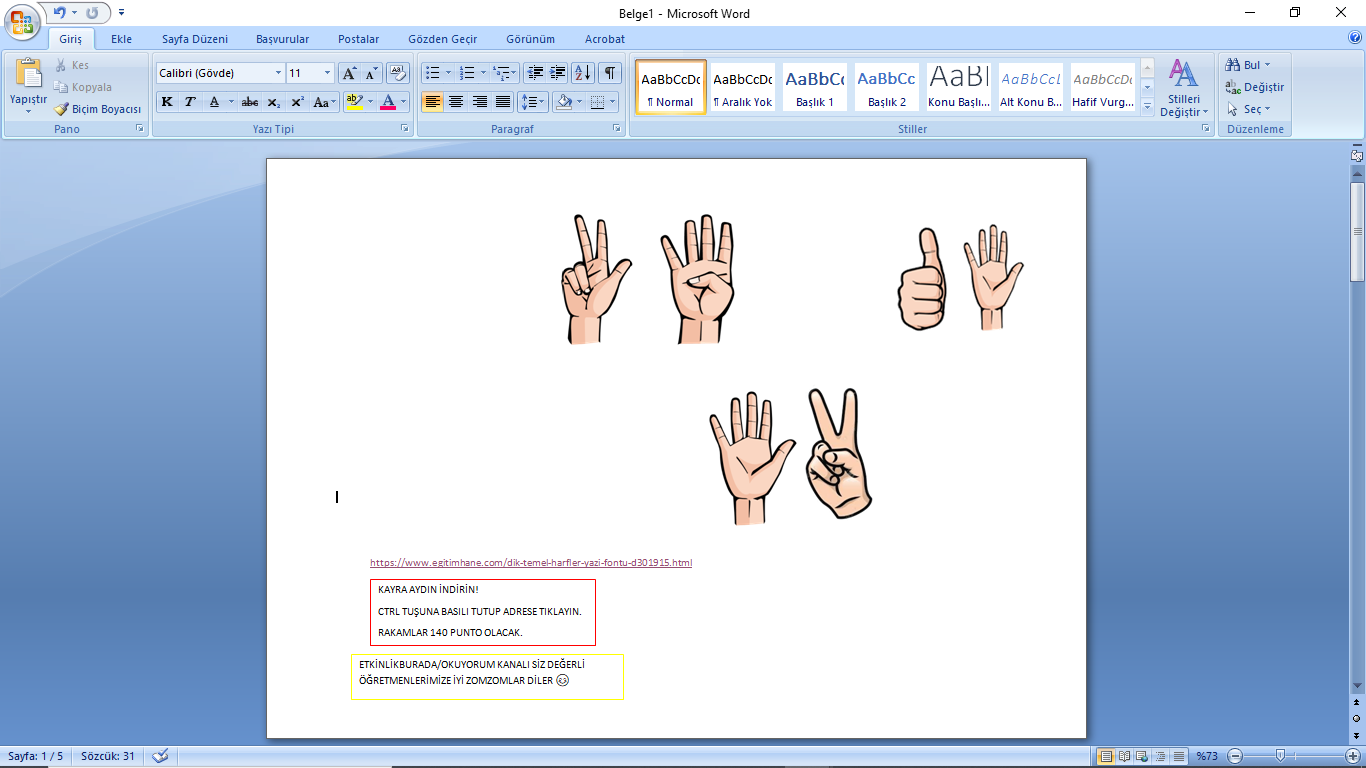 Belge1 - Microsoft Word
Giriş Ekle Sayfa Düzeni Başvurular Postalar Gözden Geçir Görünüm Acrobat
Yapıştır
Kes
Kopyala
Biçim Boyacısı
Pano
Calibri (Gövde) 11
K T A abc x₂ x² Aa
Yazı Tipi
Paragraf
AaBbCcDc AaBbCcDc AaBbCc AaBbCc AaBl AaBbCcL AaBbCcDc
¶ Normal ¶ Aralık Yok Başlık 1 Başlık 2 Konu Başlı... Alt Konu B... Hafif Vurg...
Stilleri
Değiştir
Stiller
Bul
Değiştir
Seç
Düzenleme
https://www.egitimhane.com/dik-temel-harfler-yazi-fontu-d301915.html
KAYRA AYDIN İNDİRİN!
CTRL TUŞUNA BASILI TUTUP ADRESE TIKLAYIN.
RAKAMLAR 140 PUNTO OLACAK.
ETKİNLİKBURADA/OKUYORUM KANALI SİZ DEĞERLİ
ÖĞRETMENLERİMİZE İYİ ZOMZOMLAR DİLER
Sayfa: 1 / 5 Sözcük: 31 %73